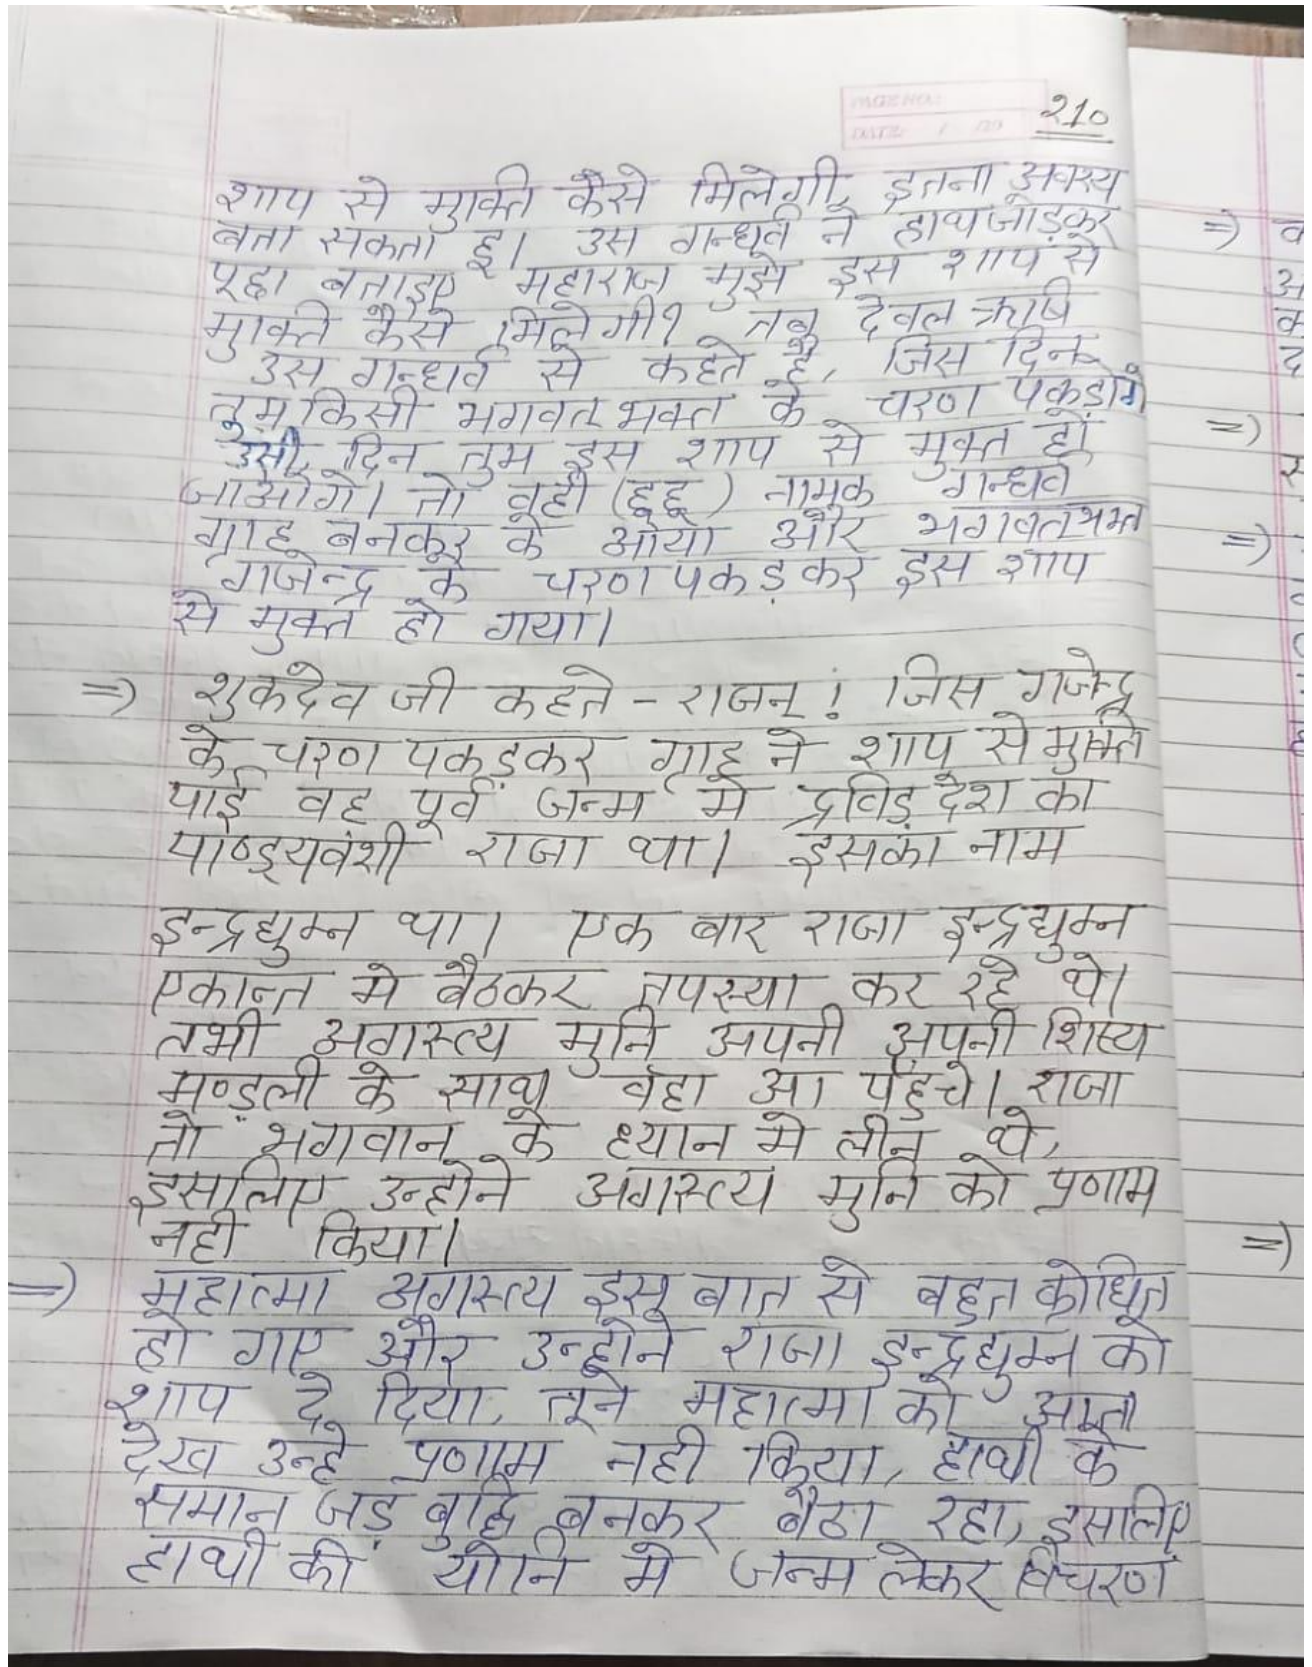 PAGE NO.:
DATE: / /20
210
शाप से मुक्ति कैसे मिलेगी, इतना अवश्य
बता सकता हू। उस गन्धर्व ने हाथ जोड़कर
पूछा बताइए महाराज मुझे इस शाप से
मुक्ति कैसे मिलेगी? तब देवल ऋषि
उस गन्धर्व से कहते है, जिस दिन
तुम किसी भगवत भक्त के चरण पकड़ोगे
उसी दिन तुम इस शाप से मुक्त हो
जाओगे। तो वही (हूहू) नामक गन्धर्व
ग्राह बनकर के आया और भगवतभक्त
गजेन्द्र के चरण पकड़कर इस शाप
से मुक्त हो गया।
⇒ शुकदेव जी कहते - राजन्! जिस गजेन्द्र
के चरण पकड़कर ग्राह ने शाप से मुक्ति
पाई वह पूर्व जन्म मे द्रविड़ देश का
पाण्ड्यवंशी राजा था। इसका नाम
इन्द्रद्युम्न था। एक बार राजा इन्द्रद्युम्न
एकान्त मे बैठकर तपस्या कर रहे थे।
तभी अगस्त्य मुनि अपनी अपनी शिस्य
मण्ड़ली के साथ वहा आ पँहुचे। राजा
तो भगवान के ध्यान मे लीन थे,
इसलिए उन्होने अगस्त्य मुनि को प्रणाम
नही किया।
⇒ महात्मा अगस्त्य इस बात से बहुत क्रोधित
हो गए और उन्होने राजा इन्द्रद्युम्न को
शाप दे दिया, तूने महात्मा को आता
देख उन्हे प्रणाम नही किया, हाथी के
समान जड़ बुद्धि बनकर बैठा रहा, इसलिए
हाथी की योनि मे जन्म लेकर विचरण